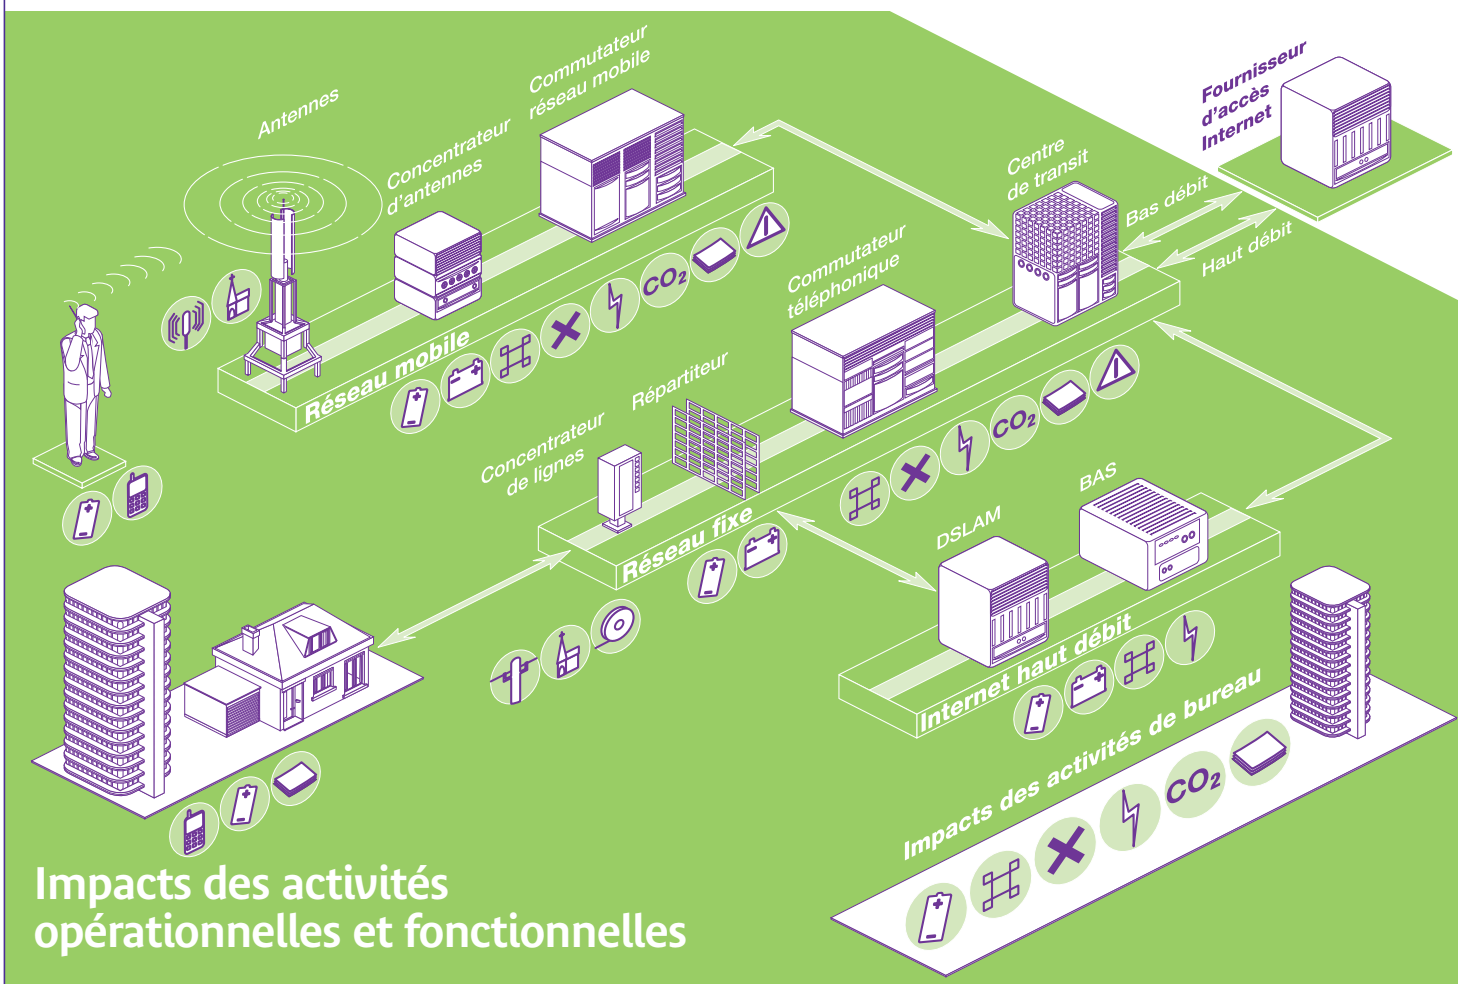 Antennes
Concentrateur
d'antennes
Commutateur
réseau mobile
Centre
de transit
Fournisseur
d'accès
Internet
Bas débit
Haut débit
Réseau mobile
CO2
Commutateur
téléphonique
Répartiteur
Concentrateur
de lignes
Réseau fixe
CO2
DSLAM
BAS
Internet haut débit
Impacts des activités de bureau
CO2
Impacts des activités
opérationnelles et fonctionnelles